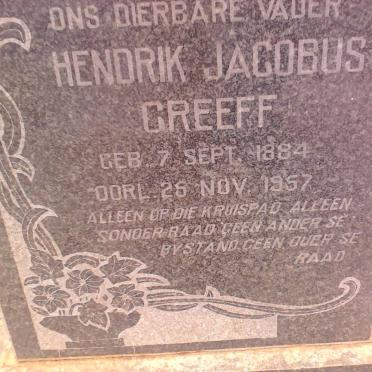 ONS DIERBARE VADER
HENDRIK JACOBUS
GREEFF
GEB. 7 SEPT. 1884
OORL. 26 NOV. 1957
ALLEEN OP DIE KRUISPAD, ALLEEN
SONDER RAAD GEEN ANDER SE
BYSTAND, GEEN OUER SE
RAAD